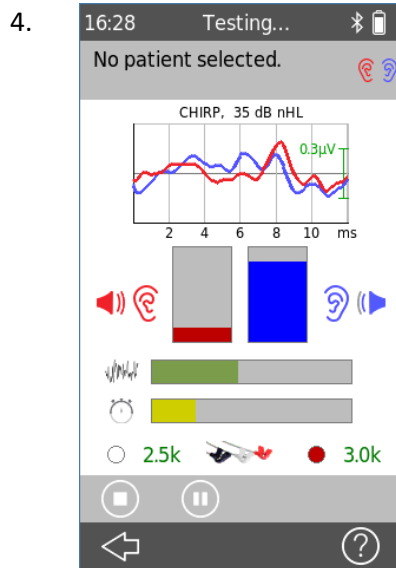 4.
16:28 Testing...
No patient selected.
CHIRP, 35 dB nHL
0.3µV
2 4 6 8 10 ms
2.5k 3.0k
?